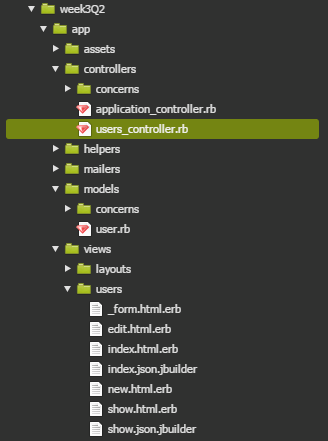 week3Q2
app
assets
controllers
concerns
application_controller.rb
users_controller.rb
helpers
mailers
models
concerns
user.rb
views
layouts
users
_form.html.erb
edit.html.erb
index.html.erb
index.json.jbuilder
new.html.erb
show.html.erb
show.json.jbuilder